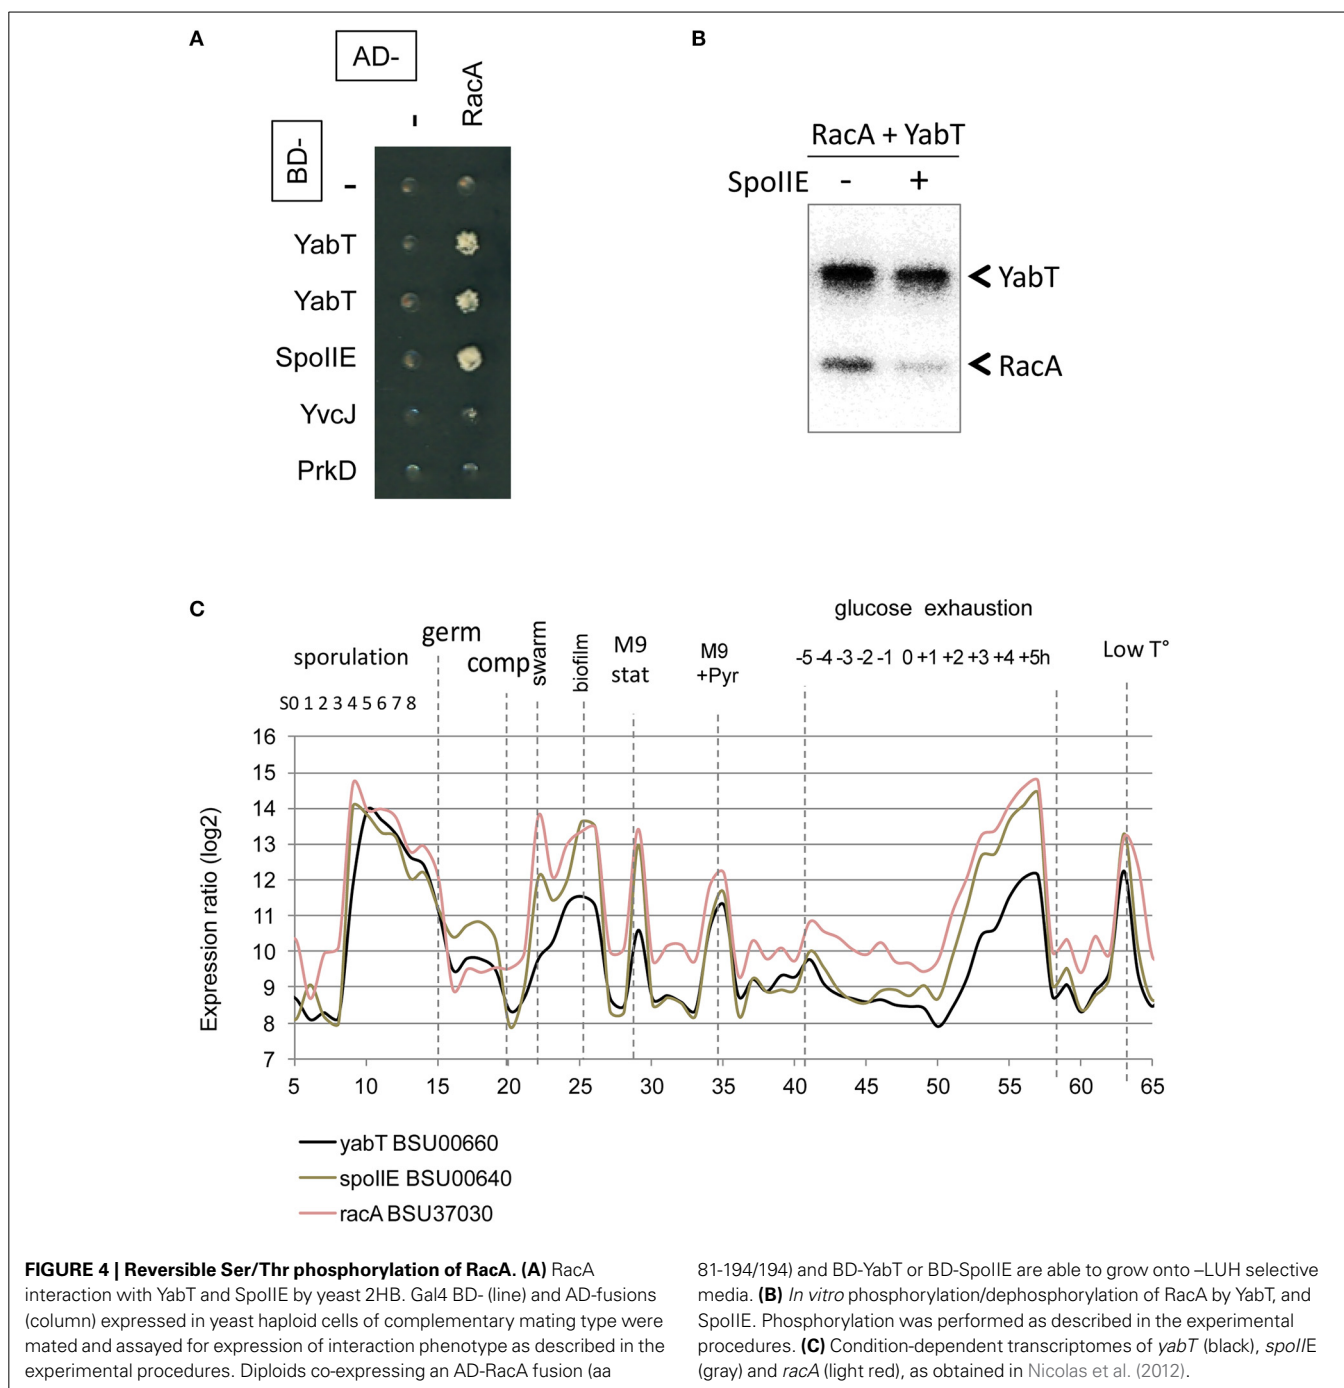 A
AD-
-
RacA
BD-
-
YabT
YabT
SpoIIE
YvcJ
PrkD
B
RacA + YabT
SpoIIE - +
YabT
RacA
C
sporulation
S0 1 2 3 4 5 6 7 8
germ
comp
swarm
biofilm
M9
stat
M9
+Pyr
glucose exhaustion
-5 -4 -3 -2 -1 0 +1 +2 +3 +4 +5h
Low T°
Expression ratio (log2)
16
15
14
13
12
11
10
9
8
7
5 10 15 20 25 30 35 40 45 50 55 60 65
yabT BSU00660
spoIIE BSU00640
racA BSU37030
FIGURE 4 | Reversible Ser/Thr phosphorylation of RacA. (A) RacA
interaction with YabT and SpoIIE by yeast 2HB. Gal4 BD- (line) and AD-fusions
(column) expressed in yeast haploid cells of complementary mating type were
mated and assayed for expression of interaction phenotype as described in the
experimental procedures. Diploids co-expressing an AD-RacA fusion (aa
81-194/194) and BD-YabT or BD-SpoIIE are able to grow onto –LUH selective
media. (B) In vitro phosphorylation/dephosphorylation of RacA by YabT, and
SpoIIE. Phosphorylation was performed as described in the experimental
procedures. (C) Condition-dependent transcriptomes of yabT (black), spoIIE
(gray) and racA (light red), as obtained in Nicolas et al. (2012).